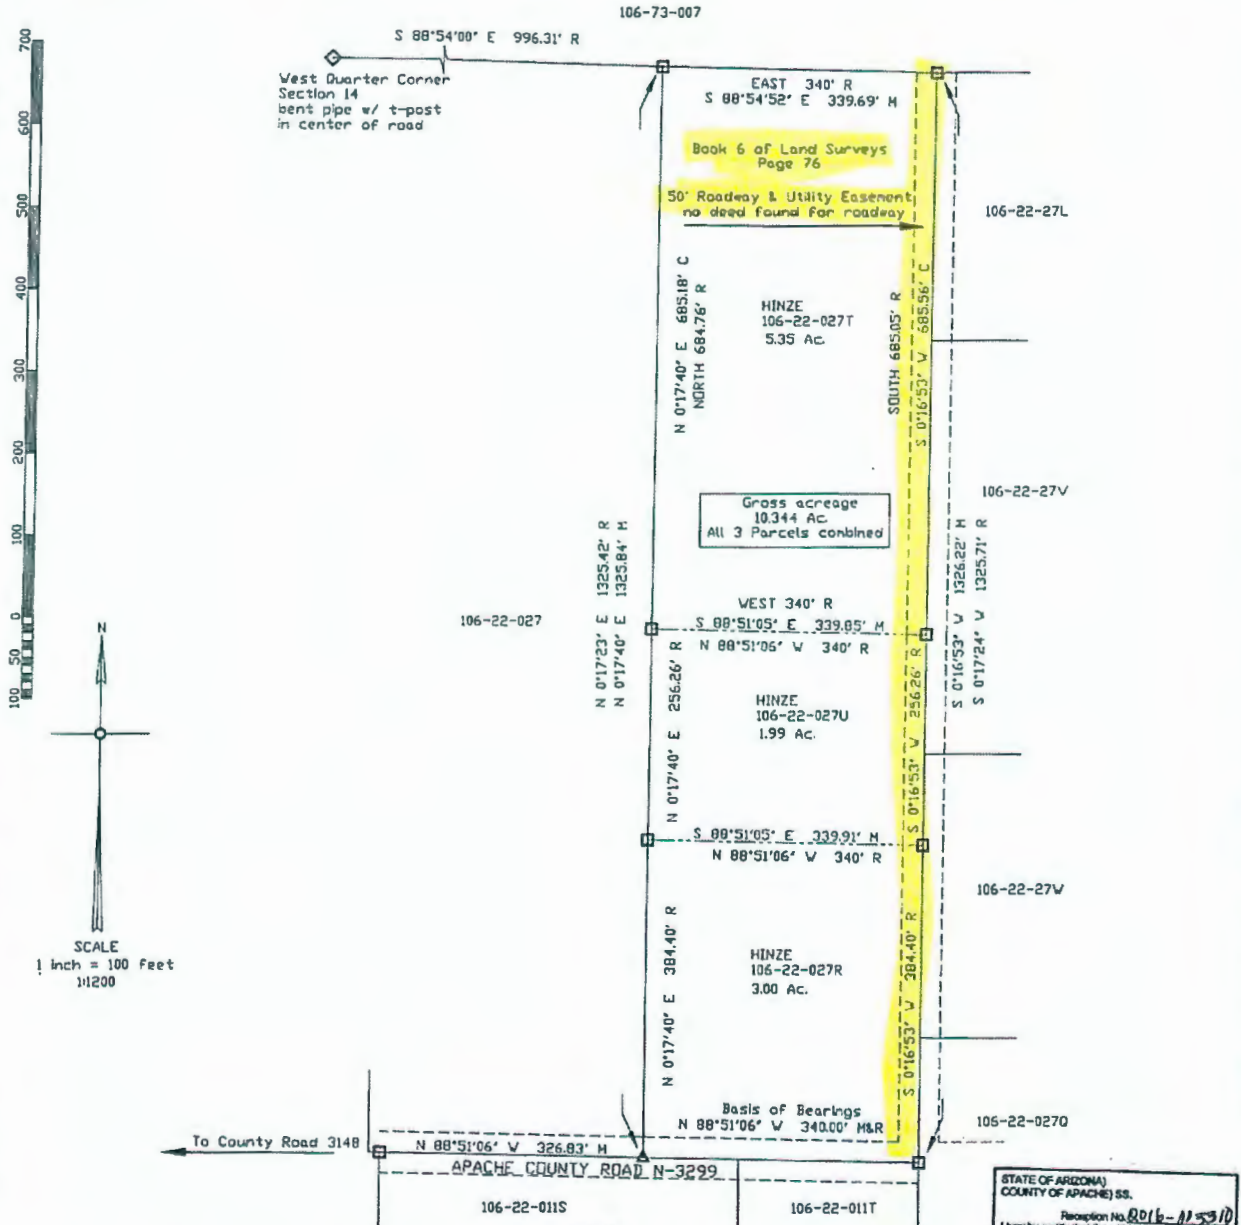 106-73-007
S 88°54'00" E 996.31' R
West Quarter Corner
Section 14
bent pipe w/ t-post
in center of road
EAST 340' R
S 88°54'52" E 339.69' M
Book 6 of Land Surveys
Page 76
50' Roadway & Utility Easement
no deed found for roadway
106-22-27L
700
600
500
400
300
200
100
0
50
100
N 0°17'40" E 685.18' C
NORTH 684.76' R
HINZE
106-22-027T
5.35 Ac.
SOUTH 685.05' R
S 0°16'53" W 685.56' C
106-22-27V
Gross acreage
10.344 Ac.
All 3 Parcels combined
N 0°17'23" E 1325.42' R
N 0°17'40" E 1325.84' M
S 0°16'53" W 1326.22' M
S 0°17'24" W 1325.71' R
106-22-027
WEST 340' R
S 88°51'05" E 339.85' M
N 88°51'06" W 340' R
N
N 0°17'40" E 256.26' R
HINZE
106-22-027U
1.99 Ac.
S 0°16'53" W 256.26' R
S 88°51'05" E 339.91' M
N 88°51'06" W 340' R
106-22-27W
SCALE
1 inch = 100 feet
1:1200
N 0°17'40" E 384.40' R
HINZE
106-22-027R
3.00 Ac.
S 0°16'53" W 384.40' R
Basis of Bearings
N 88°51'06" W 340.00' M&R
106-22-027Q
To County Road 3148
N 88°51'06" W 326.83' M
APACHE COUNTY ROAD N-3299
106-22-011S
106-22-011T
STATE OF ARIZONA)
COUNTY OF APACHE) SS.
Reception No.